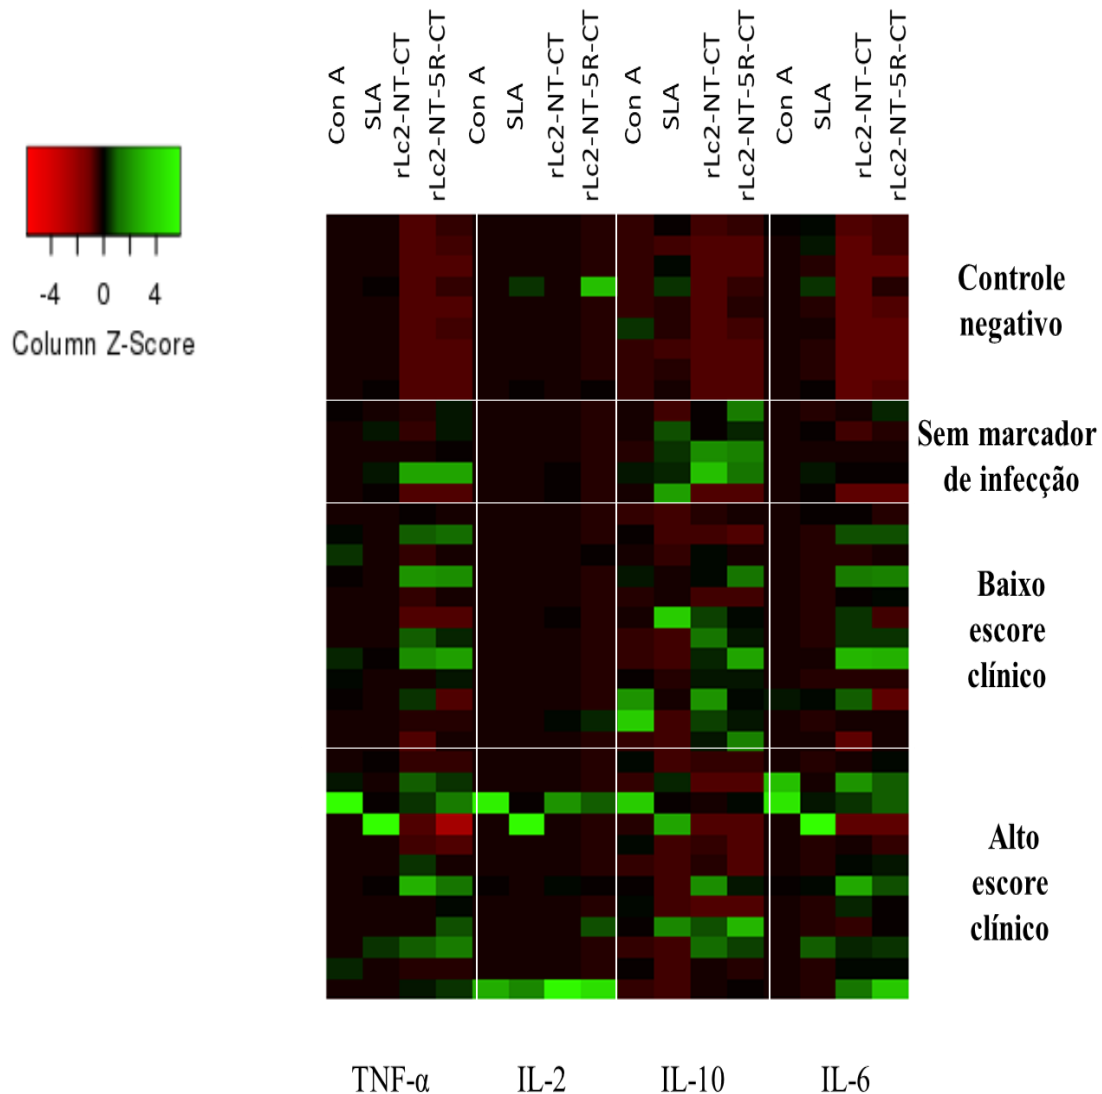 Con A
SLA
rLc2-NT-CT
rLc2-NT-5R-CT
Con A
SLA
rLc2-NT-CT
rLc2-NT-5R-CT
Con A
SLA
rLc2-NT-CT
rLc2-NT-5R-CT
Con A
SLA
rLc2-NT-CT
rLc2-NT-5R-CT
-4 0 4
Column Z-Score
Controle
negativo
Sem marcador
de infecção
Baixo
escore
clínico
Alto
escore
clínico
TNF-α IL-2 IL-10 IL-6